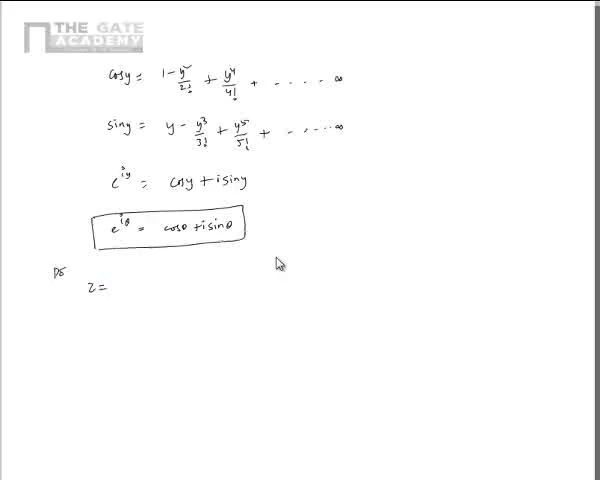 THE GATE
ACADEMY
cosy = 1 - y²/2! + y⁴/4! + - . . . . ∞
siny = y - y³/3! + y⁵/5! + - . . . . ∞
e^{iy} = cosy + isiny
e^{iθ} = cosθ + isinθ
z =